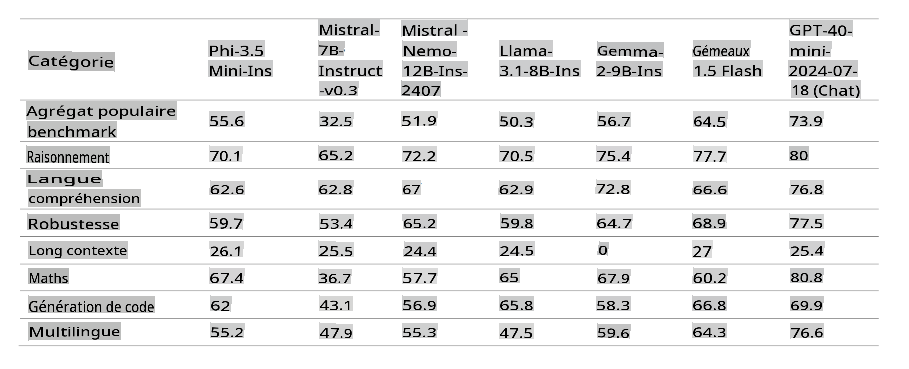 Catégorie Phi-3.5 Mini-Ins Mistral-7B-Instruct-v0.3 Mistral -Nemo-12B-Ins-2407 Llama-3.1-8B-Ins Gemma-2-9B-Ins Gémeaux 1.5 Flash GPT-40-mini-2024-07-18 (Chat)
Agrégat populaire benchmark 55.6 32.5 51.9 50.3 56.7 64.5 73.9
Raisonnement 70.1 65.2 72.2 70.5 75.4 77.7 80
Langue compréhension 62.6 62.8 67 62.9 72.8 66.6 76.8
Robustesse 59.7 53.4 65.2 59.8 64.7 68.9 77.5
Long contexte 26.1 25.5 24.4 24.5 0 27 25.4
Maths 67.4 36.7 57.7 65 67.9 60.2 80.8
Génération de code 62 43.1 56.9 65.8 58.3 66.8 69.9
Multilingue 55.2 47.9 55.3 47.5 59.6 64.3 76.6